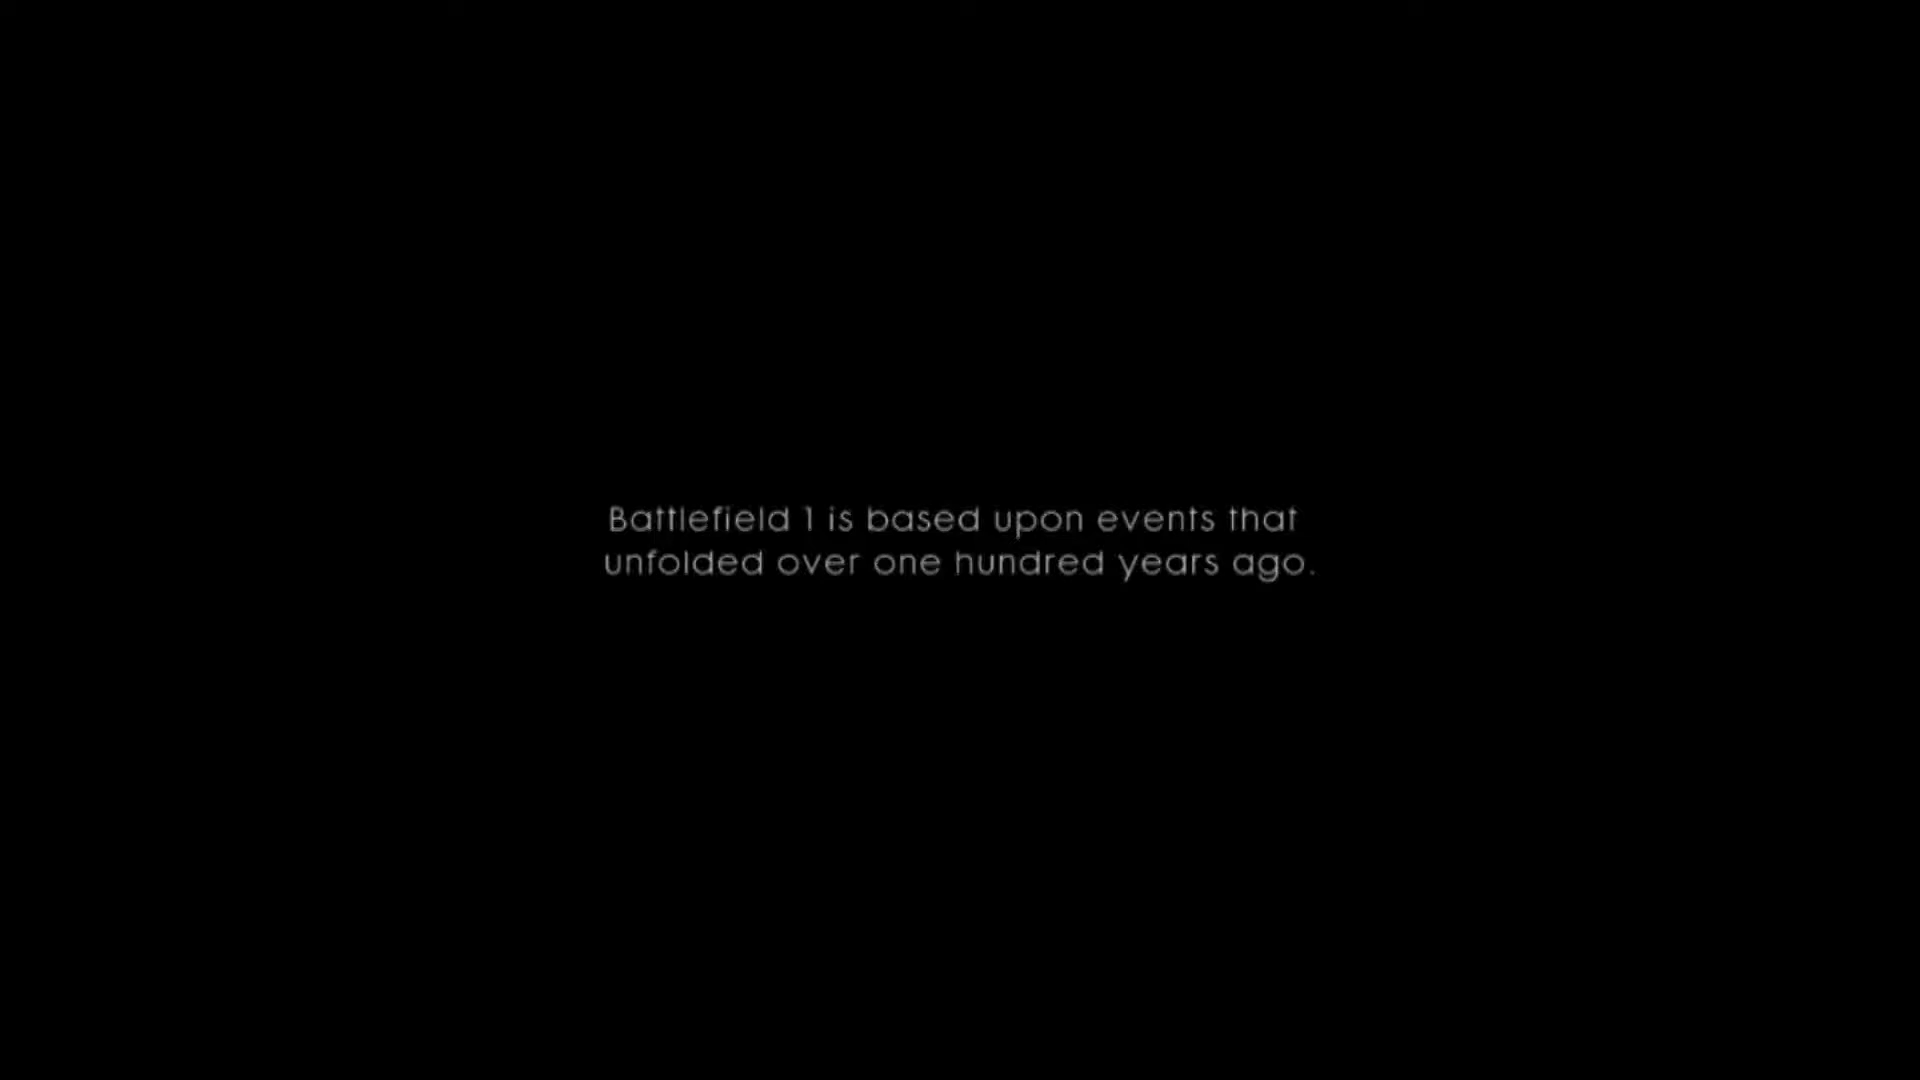 Battlefield 1 is based upon events that
unfolded over one hundred years ago.